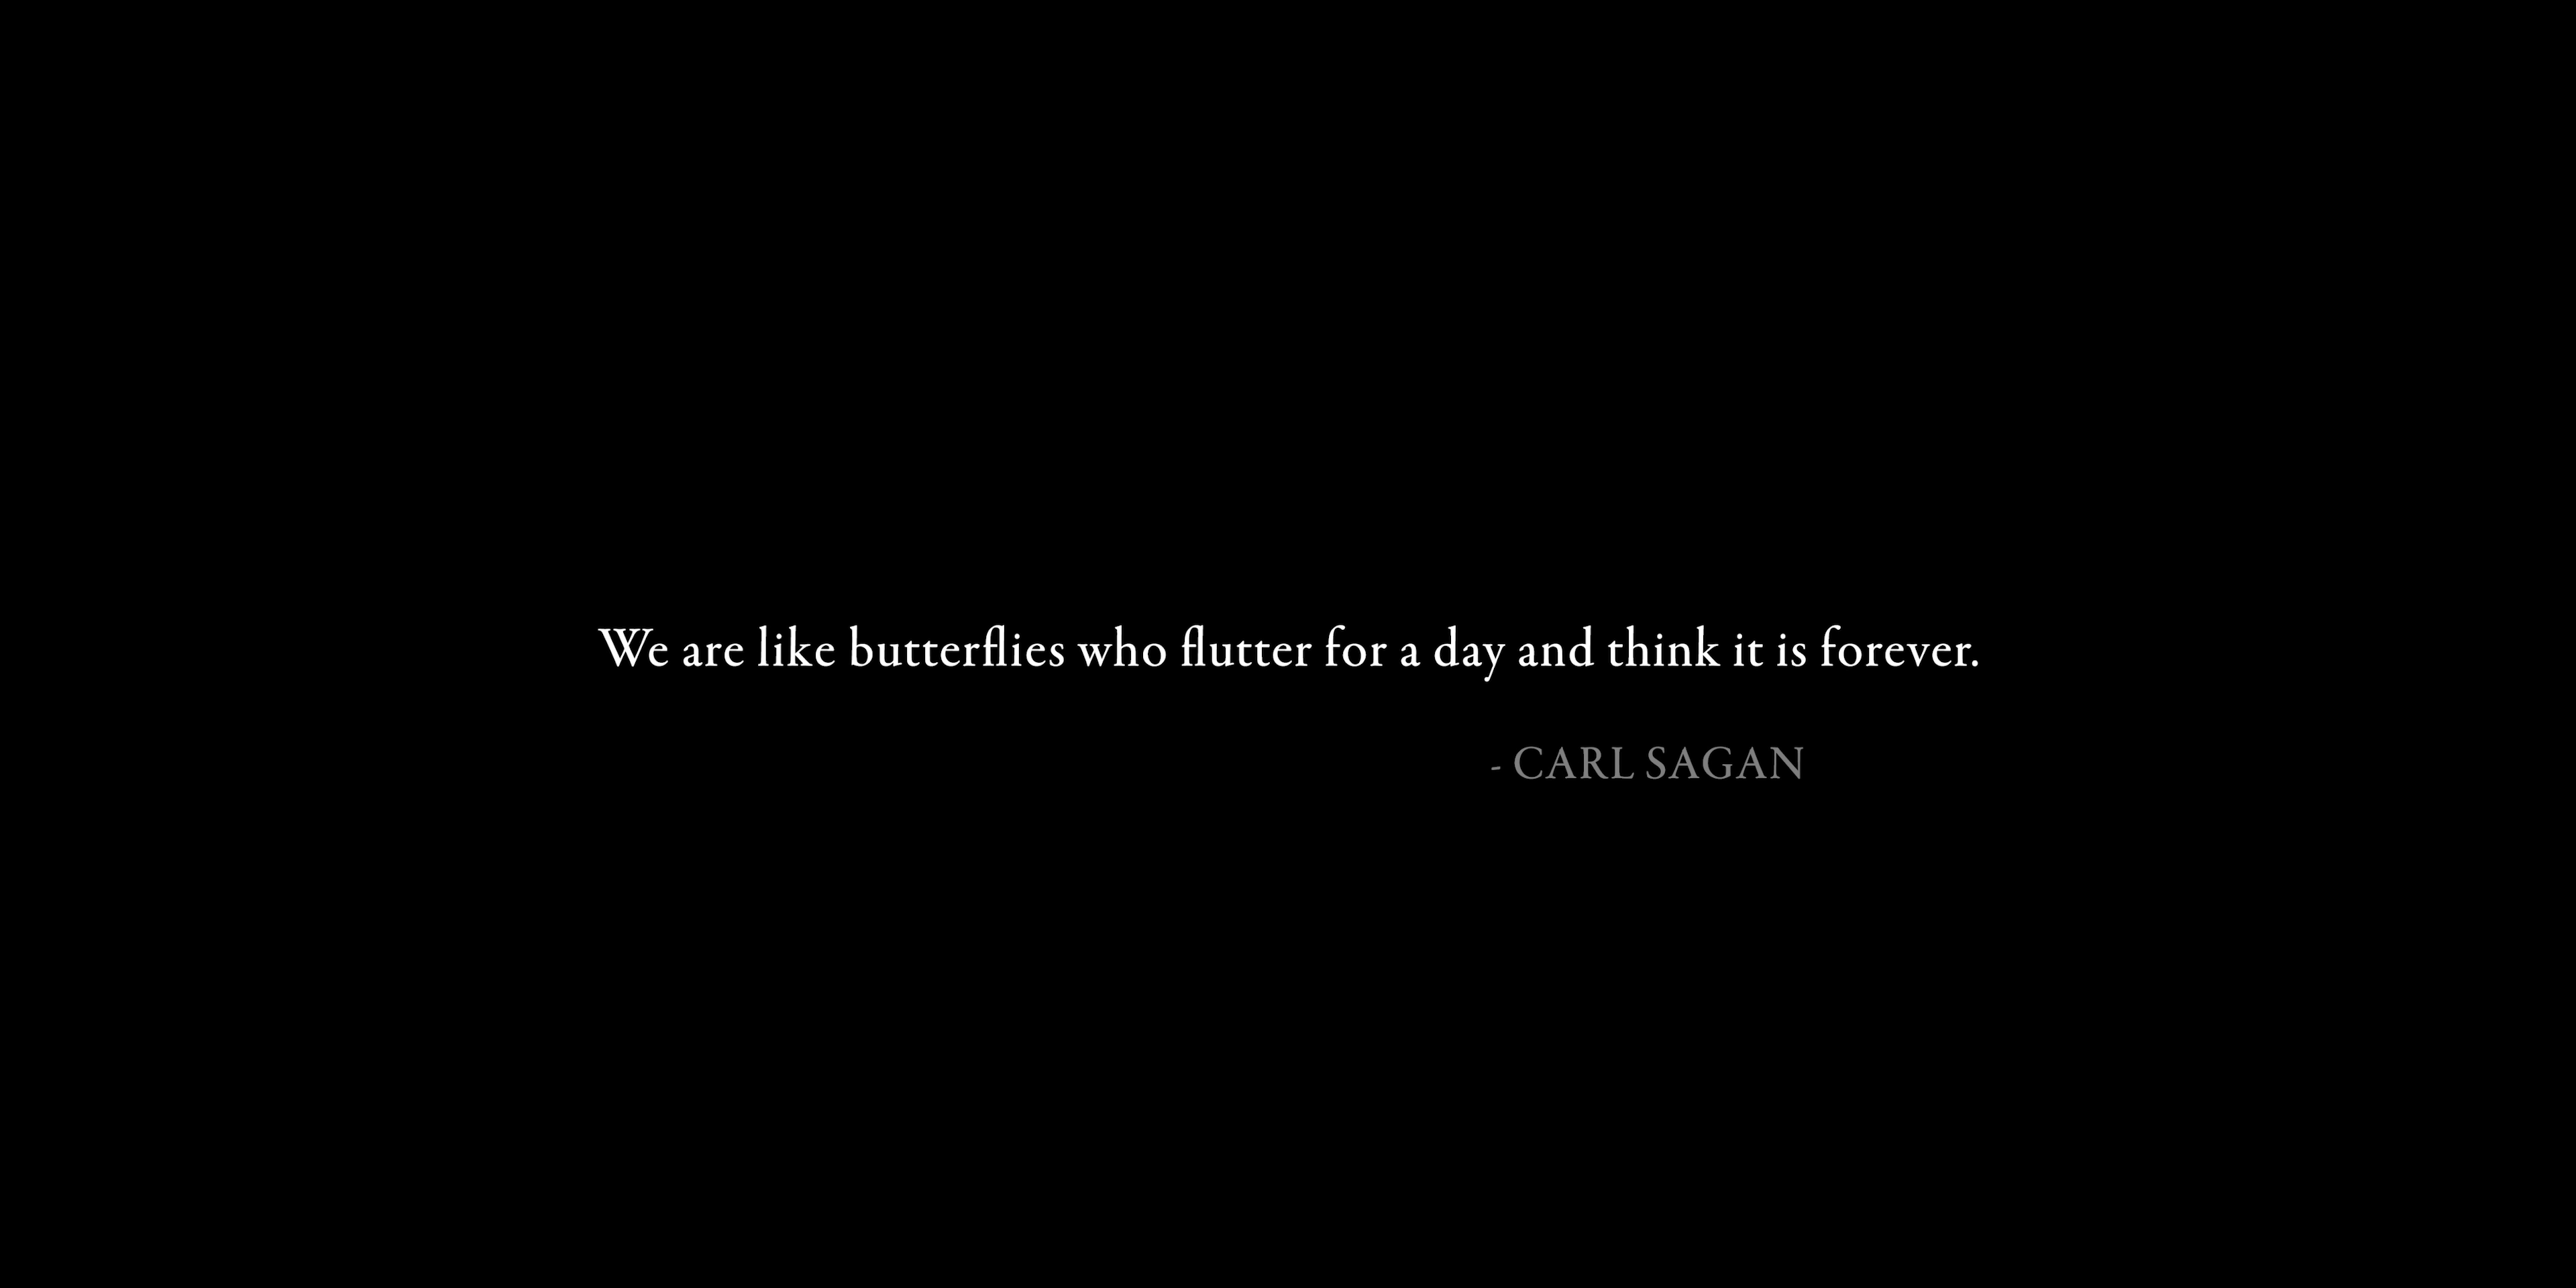 We are like butterflies who flutter for a day and think it is forever.
- CARL SAGAN